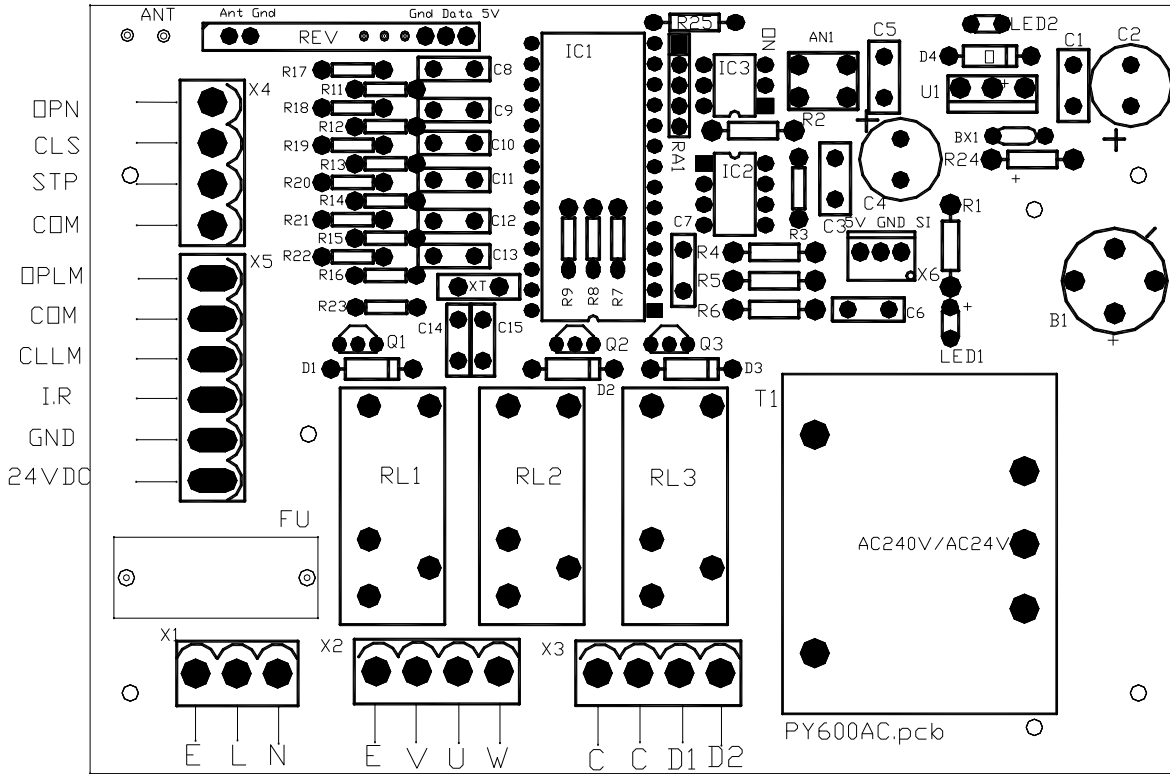 ANT
Ant Gnd
REV
Gnd Data 5V
R25
LED2
IC1
ON
AN1
C5
C1
C2
D4
IC3
U1
R17
C8
R11
X4
OPN
R18
C9
R2
R12
CLS
R19
C10
BX1
R24
RA1
R13
C11
IC2
STP
R20
R14
C4
C3
R3
COM
R21
C12
C7
5V GND SI
R1
R15
R22
C13
R4
X5
OPLM
R16
XT
R9
R8
R7
R5
X6
COM
R23
C14
C15
R6
C6
B1
CLLM
Q1
Q2
Q3
LED1
D1
D2
D3
I.R
T1
GND
24VDC
RL1
RL2
RL3
FU
AC240V/AC24V
X1
X2
X3
PY600AC.pcb
E L N
E V U W
C C D1 D2